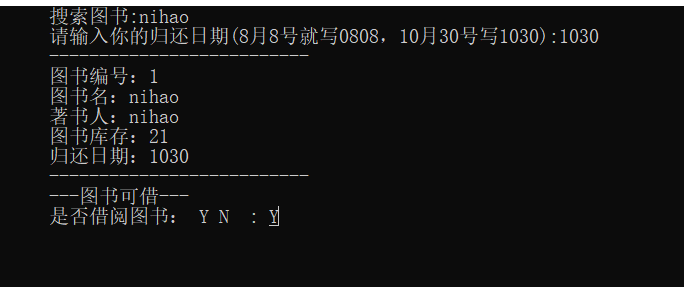 搜索图书:nihao
请输入你的归还日期(8月8号就写0808，10月30号写1030):1030
--------------------------
图书编号：1
图书名：nihao
著书人：nihao
图书库存：21
归还日期：1030
--------------------------
---图书可借---
是否借阅图书： Y N  : Y